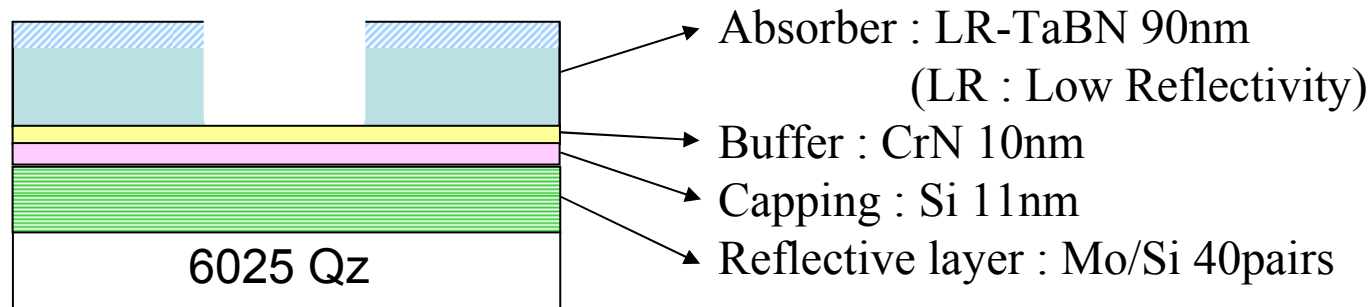 Absorber : LR-TaBN 90nm
(LR : Low Reflectivity)
Buffer : CrN 10nm
Capping : Si 11nm
Reflective layer : Mo/Si 40pairs
6025 Qz